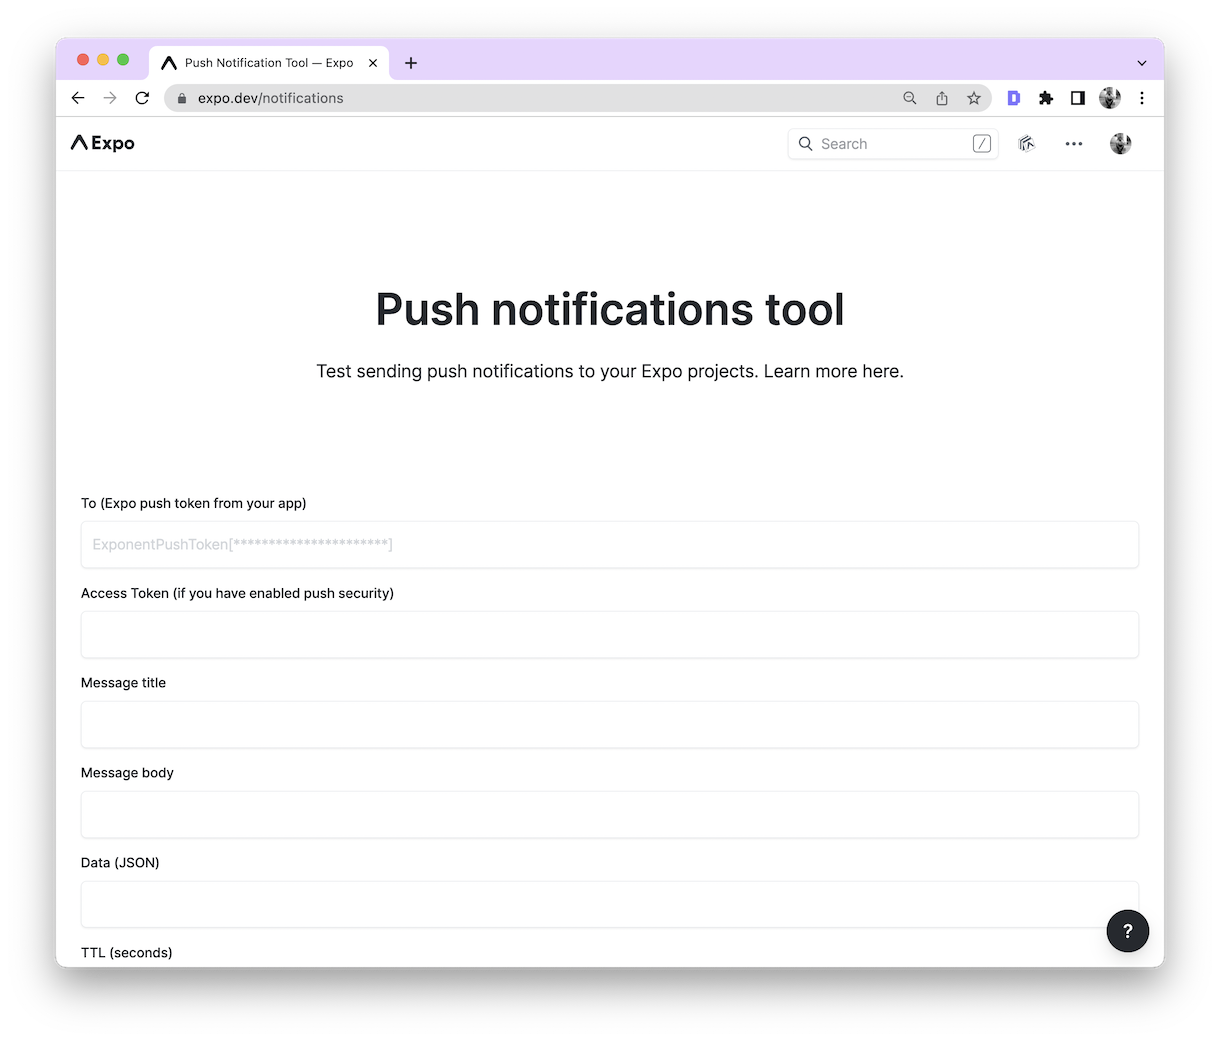 Push Notification Tool — Expo
expo.dev/notifications
Expo
Search
/
Push notifications tool
Test sending push notifications to your Expo projects. Learn more here.
To (Expo push token from your app)
ExponentPushToken[**********************]
Access Token (if you have enabled push security)
Message title
Message body
Data (JSON)
?
TTL (seconds)